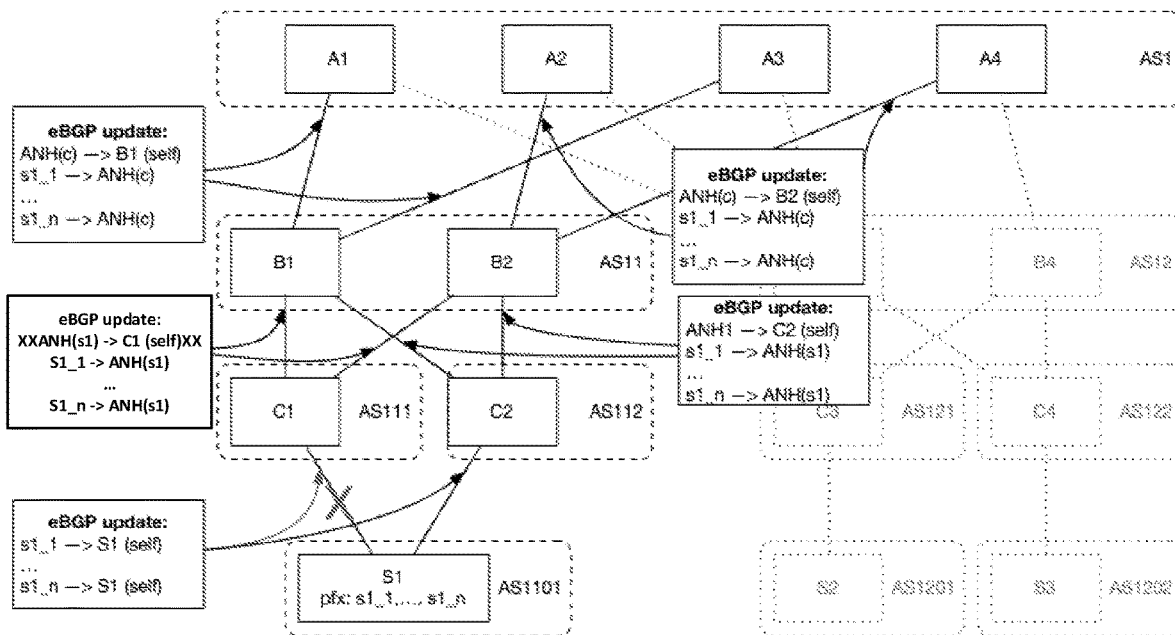 A1
A2
A3
A4
AS1
eBGP update:
ANH(c) —> B1 (self)
s1_1 —> ANH(c)
...
s1_n —> ANH(c)
eBGP update:
ANH(c) —> B2 (self)
s1_1 —> ANH(c)
...
s1_n —> ANH(c)
B1
B2
AS11
B4
AS12
eBGP update:
XXANH(s1) -> C1 (self)XX
S1_1 -> ANH(s1)
...
S1_n -> ANH(s1)
eBGP update:
ANH1 —> C2 (self)
s1_1 —> ANH(s1)
...
s1_n —> ANH(s1)
C1
AS111
C2
AS112
C3
AS121
C4
AS122
eBGP update:
s1_1 —> S1 (self)
...
s1_n —> S1 (self)
S1
pfx: s1_1,..., s1_n
AS1101
S2
AS1201
S3
AS1202